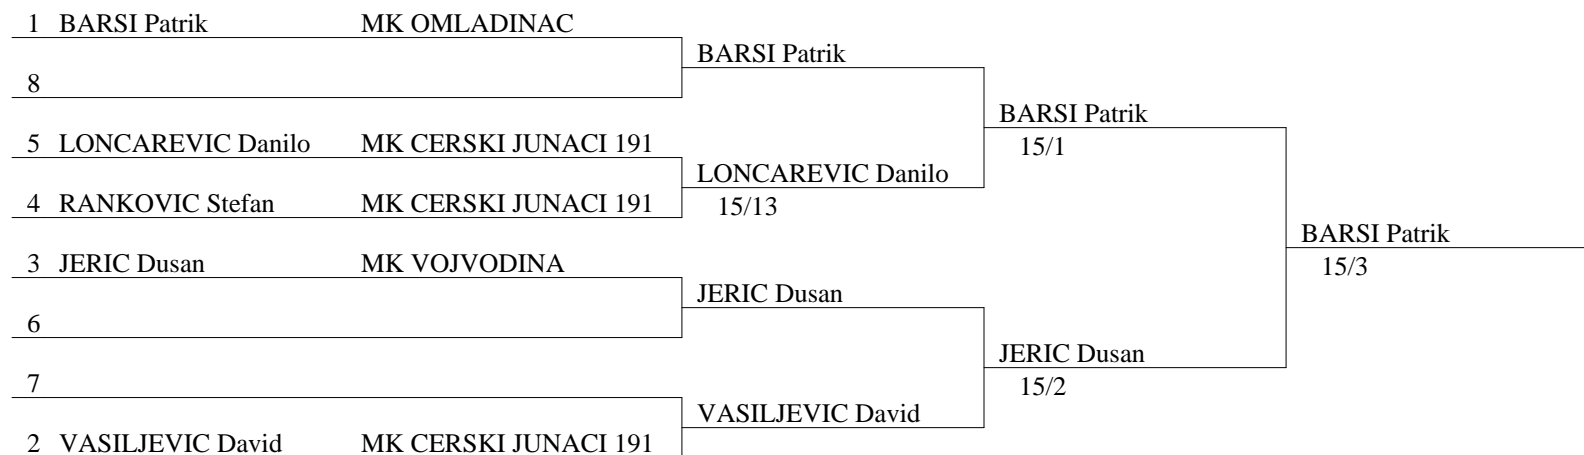 1 BARSI Patrik MK OMLADINAC
BARSI Patrik
8
BARSI Patrik
15/1
5 LONCAREVIC Danilo MK CERSKI JUNACI 191
LONCAREVIC Danilo
15/13
4 RANKOVIC Stefan MK CERSKI JUNACI 191
BARSI Patrik
15/3
3 JERIC Dusan MK VOJVODINA
JERIC Dusan
6
JERIC Dusan
15/2
7
VASILJEVIC David
2 VASILJEVIC David MK CERSKI JUNACI 191